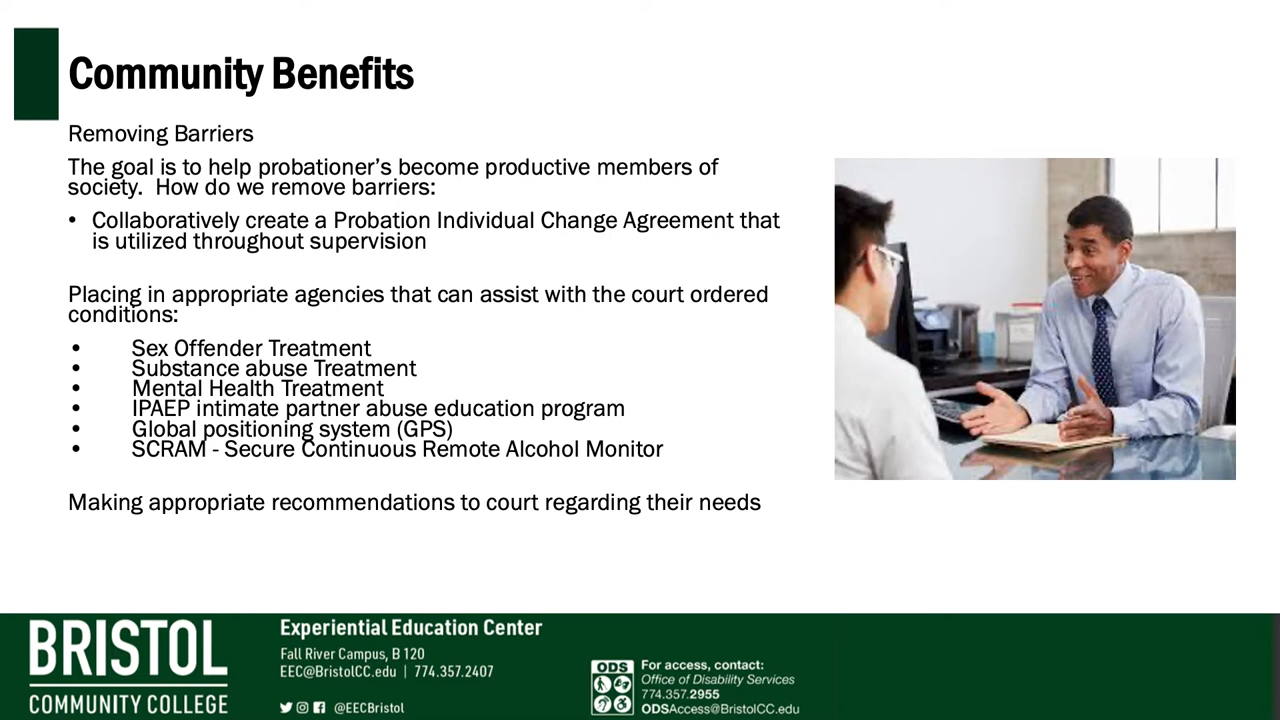 Community Benefits
Removing Barriers
The goal is to help probationer’s become productive members of
society.  How do we remove barriers:
• Collaboratively create a Probation Individual Change Agreement that
is utilized throughout supervision
Placing in appropriate agencies that can assist with the court ordered
conditions:
• Sex Offender Treatment
• Substance abuse Treatment
• Mental Health Treatment
• IPAEP intimate partner abuse education program
• Global positioning system (GPS)
• SCRAM - Secure Continuous Remote Alcohol Monitor
Making appropriate recommendations to court regarding their needs
BRISTOL
COMMUNITY COLLEGE
Experiential Education Center
Fall River Campus, B 120
EEC@BristolCC.edu | 774.357.2407
@EECBristol
ODS
For access, contact:
Office of Disability Services
774.357.2955
ODSAccess@BristolCC.edu